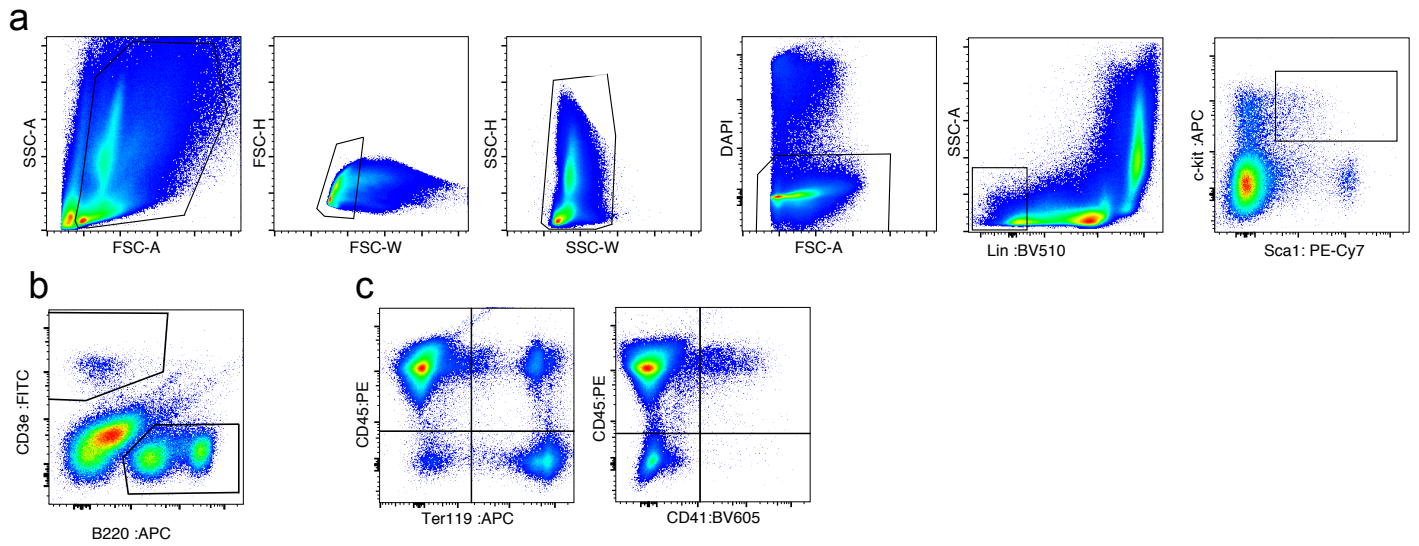 a
SSC-A
FSC-A
FSC-H
FSC-W
SSC-H
SSC-W
DAPI
FSC-A
SSC-A
Lin :BV510
c-kit :APC
Sca1: PE-Cy7
b
CD3e :FITC
B220 :APC
c
CD45:PE
Ter119 :APC
CD45:PE
CD41:BV605